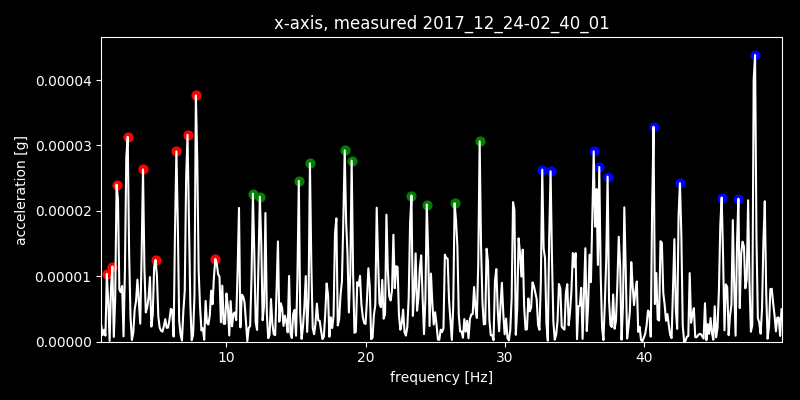 x-axis, measured 2017_12_24-02_40_01
acceleration [g]
0.00004
0.00003
0.00002
0.00001
0.00000
10 20 30 40
frequency [Hz]